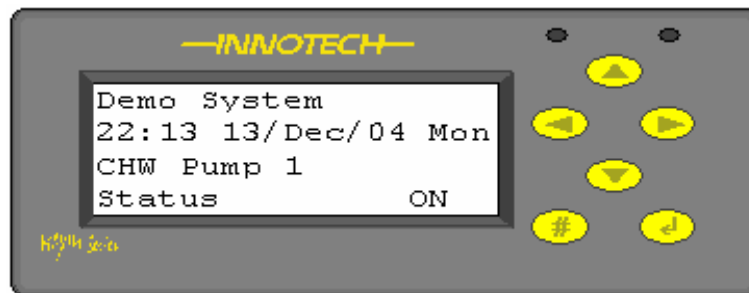 INNOTECH
Demo System
22:13 13/Dec/04 Mon
CHW Pump 1
Status ON
#